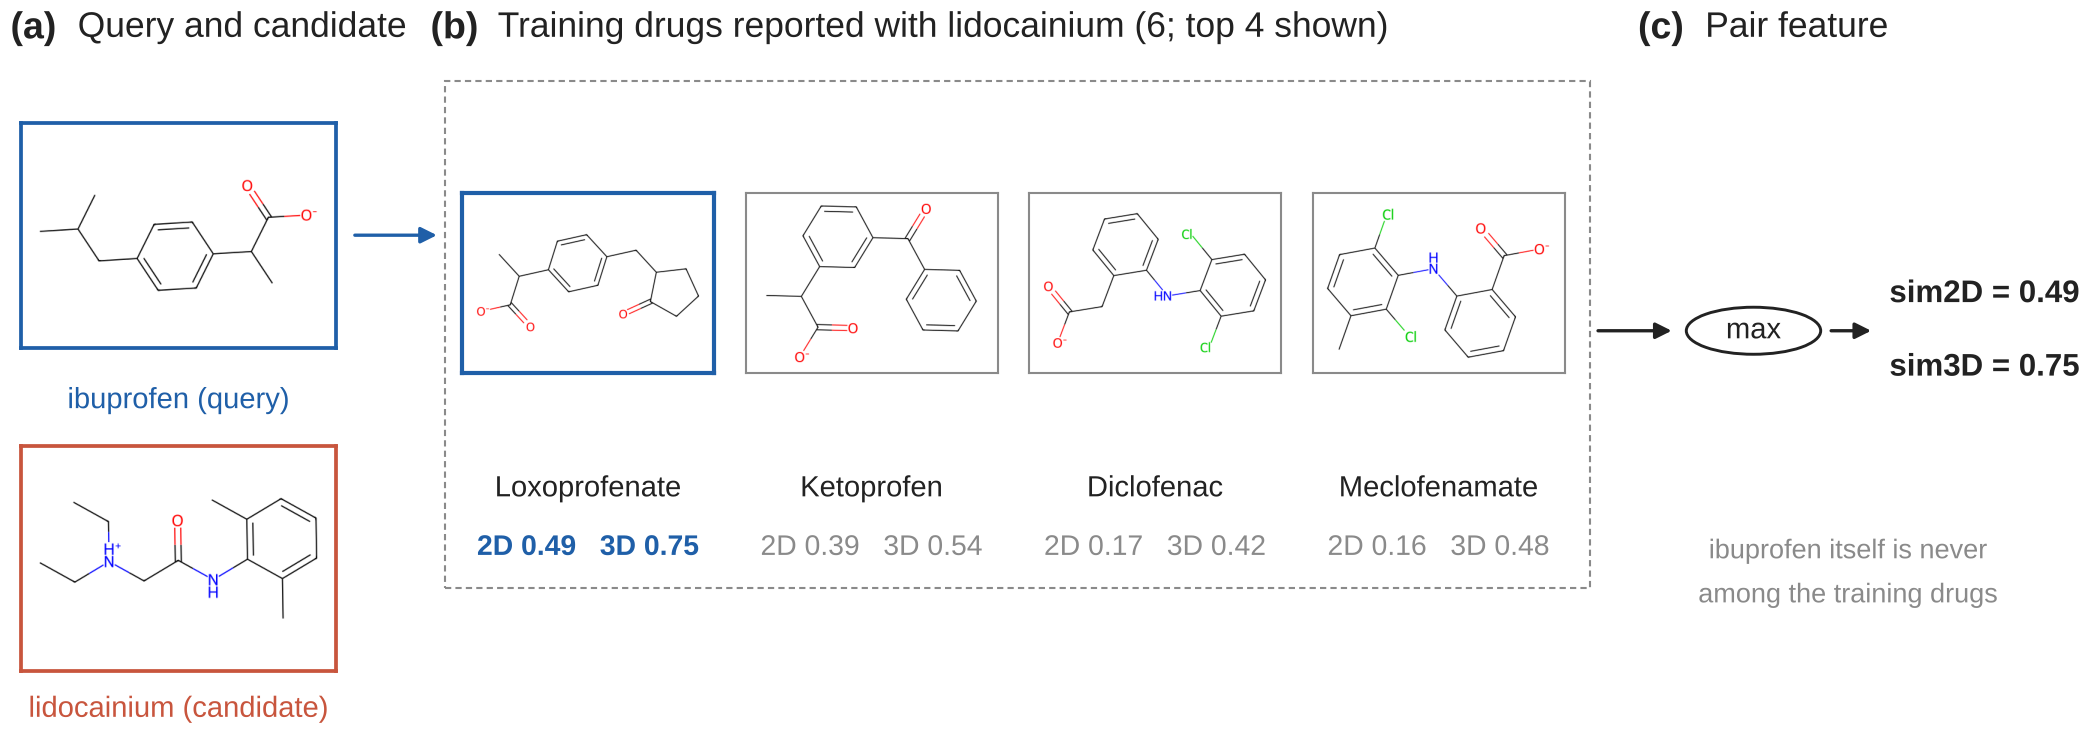 (a) Query and candidate
O
O-
ibuprofen (query)
H+
N
O
N
H
lidocainium (candidate)
(b) Training drugs reported with lidocainium (6; top 4 shown)
O-
O
O
Loxoprofenate
2D 0.49 3D 0.75
O
O
O-
Ketoprofen
2D 0.39 3D 0.54
Cl
O
HN
O-
Cl
Diclofenac
2D 0.17 3D 0.42
Cl
O
O-
H
N
Cl
Meclofenamate
2D 0.16 3D 0.48
(c) Pair feature
max
sim2D = 0.49
sim3D = 0.75
ibuprofen itself is never
among the training drugs